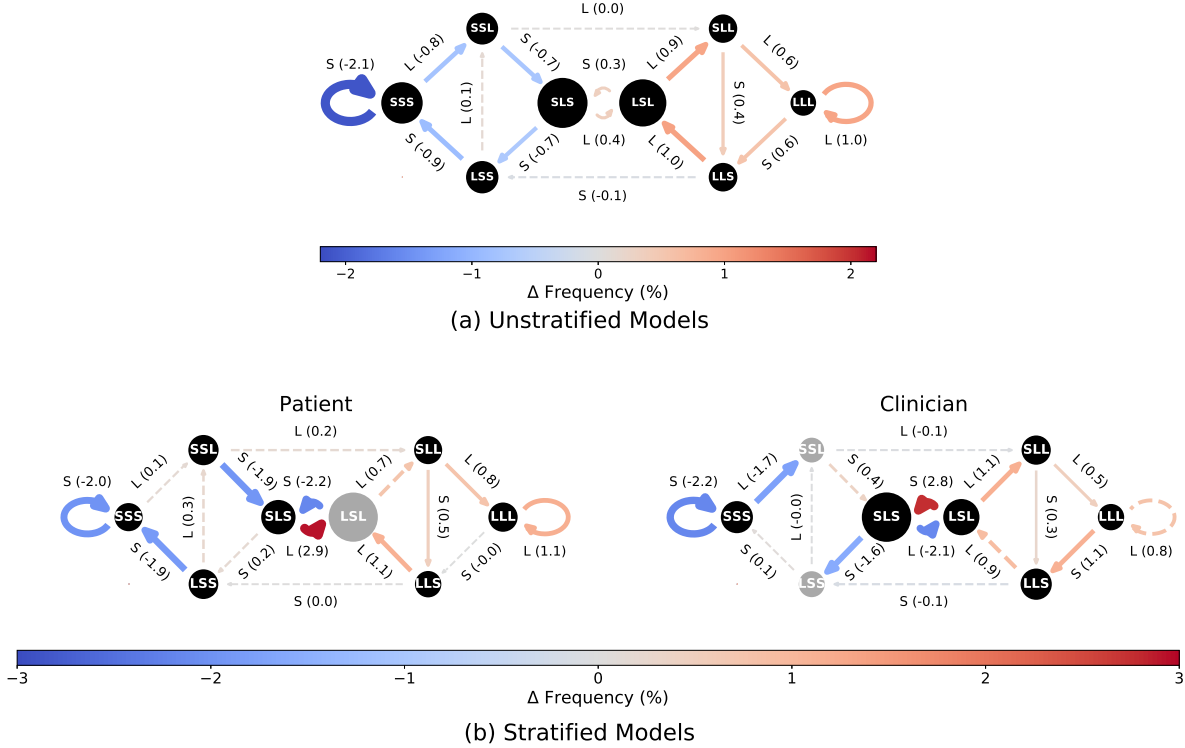 L (0.0)
SSL
SLL
L (-0.8)
S (-0.7)
L (0.9)
L (0.6)
S (-2.1)
S (0.3)
SSS
L (0.1)
SLS
LSL
S (0.4)
LLL
L (0.4)
L (1.0)
S (-0.9)
S (-0.7)
L (1.0)
S (0.6)
LSS
LLS
S (-0.1)
−2
−1
0
1
2
Δ Frequency (%)
(a) Unstratified Models
Patient
L (0.2)
SSL
SLL
L (0.1)
S (-1.9)
L (0.7)
L (0.8)
S (-2.0)
S (-2.2)
SSS
L (0.3)
SLS
LSL
S (0.5)
LLL
L (2.9)
L (1.1)
S (-1.9)
S (0.2)
L (1.1)
S (-0.0)
LSS
LLS
S (0.0)
Clinician
L (-0.1)
SSL
SLL
L (-1.7)
S (0.4)
L (1.1)
L (0.5)
S (-2.2)
S (2.8)
SSS
L (-0.0)
SLS
LSL
S (0.3)
LLL
L (-2.1)
L (0.8)
S (0.1)
S (-1.6)
L (0.9)
S (1.1)
LSS
LLS
S (-0.1)
−3
−2
−1
0
1
2
3
Δ Frequency (%)
(b) Stratified Models